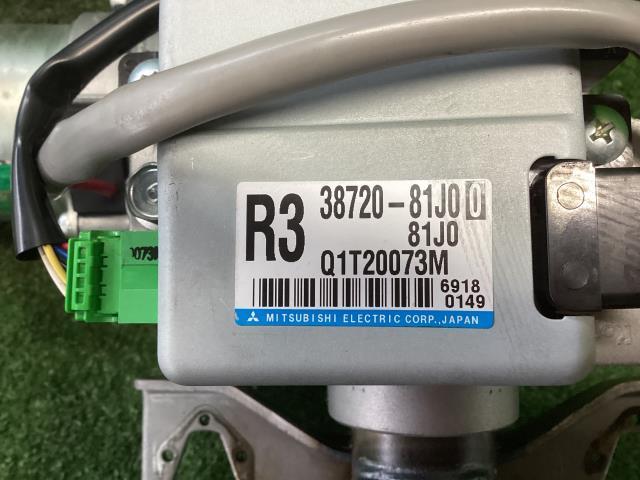 R3 38720-81J00
81J0
Q1T20073M
6918
0149
MITSUBISHI ELECTRIC CORP., JAPAN